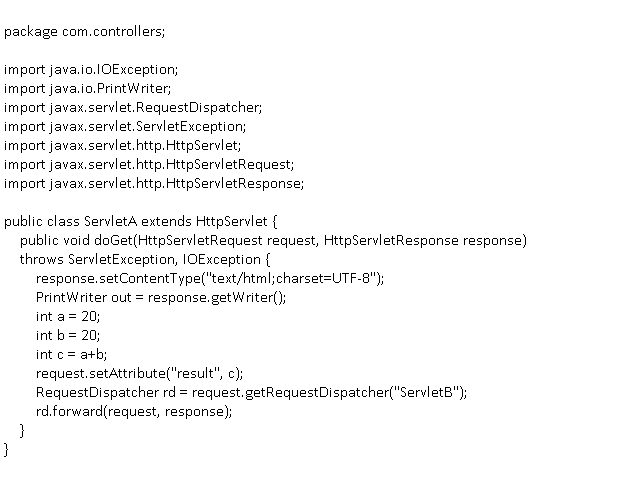 package com.controllers;

import java.io.IOException;
import java.io.PrintWriter;
import javax.servlet.RequestDispatcher;
import javax.servlet.ServletException;
import javax.servlet.http.HttpServlet;
import javax.servlet.http.HttpServletRequest;
import javax.servlet.http.HttpServletResponse;

public class ServletA extends HttpServlet {
    public void doGet(HttpServletRequest request, HttpServletResponse response)
    throws ServletException, IOException {
        response.setContentType("text/html;charset=UTF-8");
        PrintWriter out = response.getWriter();
        int a = 20;
        int b = 20;
        int c = a+b;
        request.setAttribute("result", c);
        RequestDispatcher rd = request.getRequestDispatcher("ServletB");
        rd.forward(request, response);
    }
}